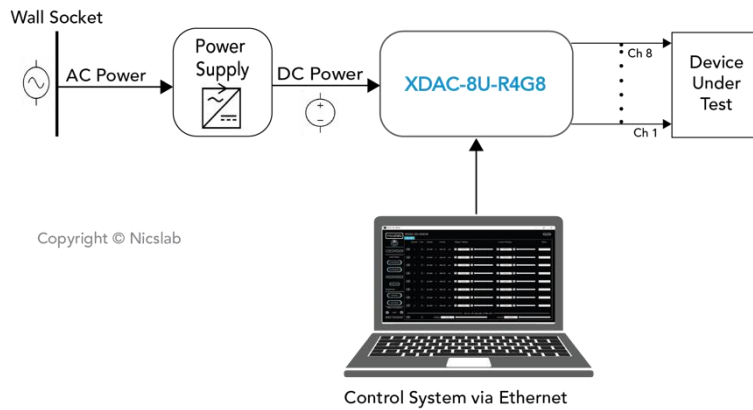 Wall Socket
AC Power
Power
Supply
DC Power
XDAC-8U-R4G8
Ch 8
Ch 1
Device
Under
Test
Copyright © Nicslab
Control System via Ethernet